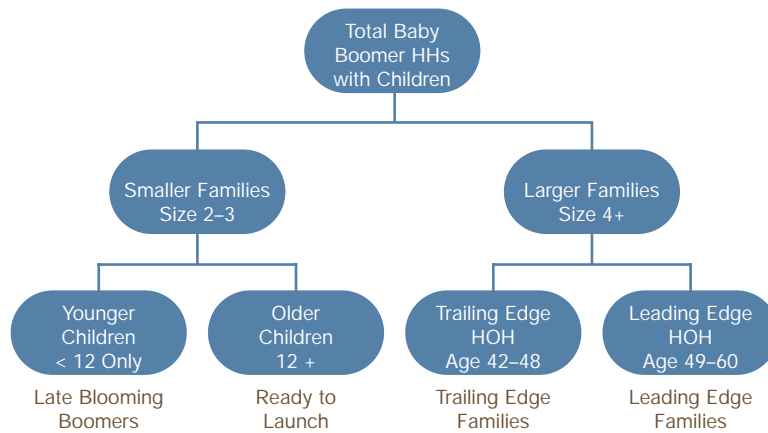 Total Baby
Boomer HHs
with Children
Smaller Families
Size 2–3
Larger Families
Size 4+
Younger
Children
< 12 Only
Older
Children
12 +
Trailing Edge
HOH
Age 42–48
Leading Edge
HOH
Age 49–60
Late Blooming
Boomers
Ready to
Launch
Trailing Edge
Families
Leading Edge
Families